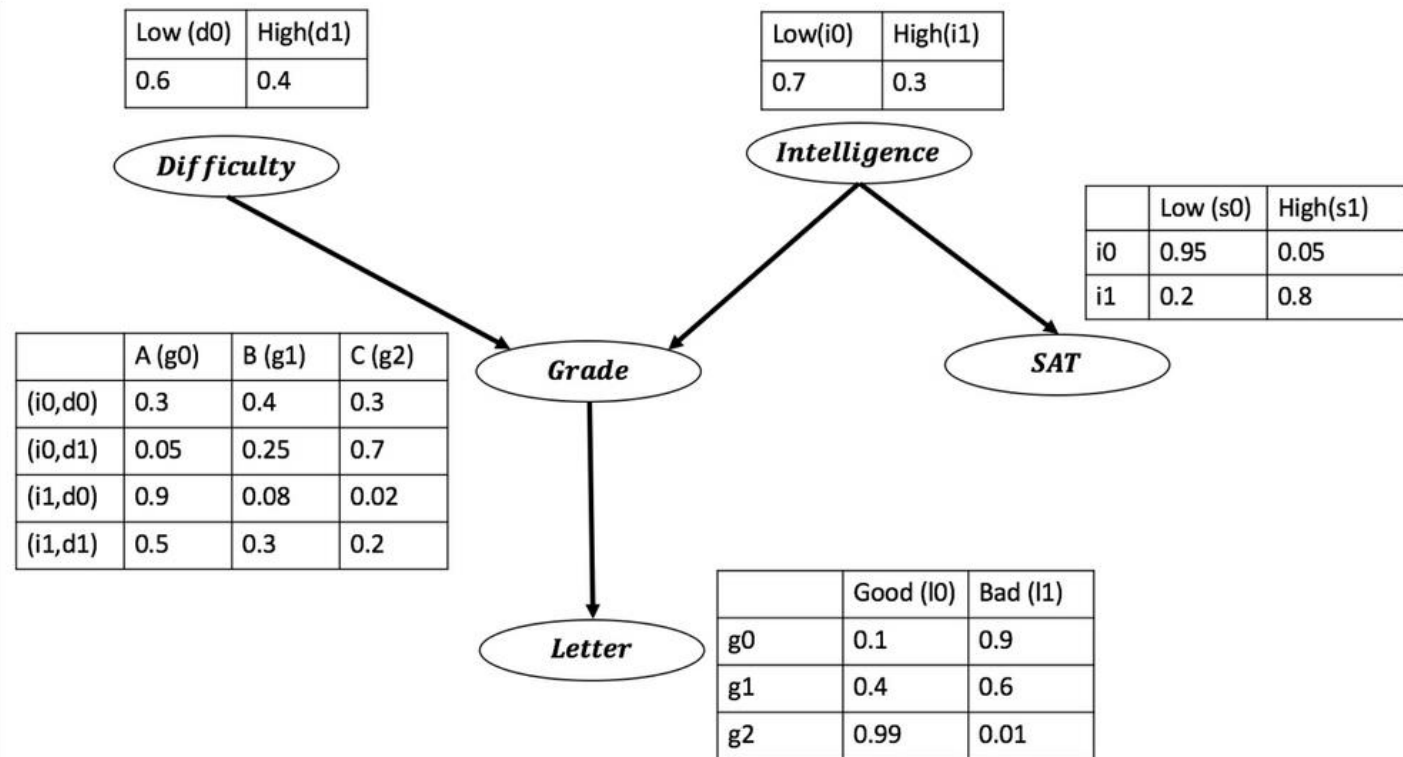 Low (d0) High(d1)
0.6 0.4
Low(i0) High(i1)
0.7 0.3
Difficulty
Intelligence
Low (s0) High(s1)
i0 0.95 0.05
i1 0.2 0.8
A (g0) B (g1) C (g2)
(i0,d0) 0.3 0.4 0.3
(i0,d1) 0.05 0.25 0.7
(i1,d0) 0.9 0.08 0.02
(i1,d1) 0.5 0.3 0.2
Grade
SAT
Letter
Good (l0) Bad (l1)
g0 0.1 0.9
g1 0.4 0.6
g2 0.99 0.01